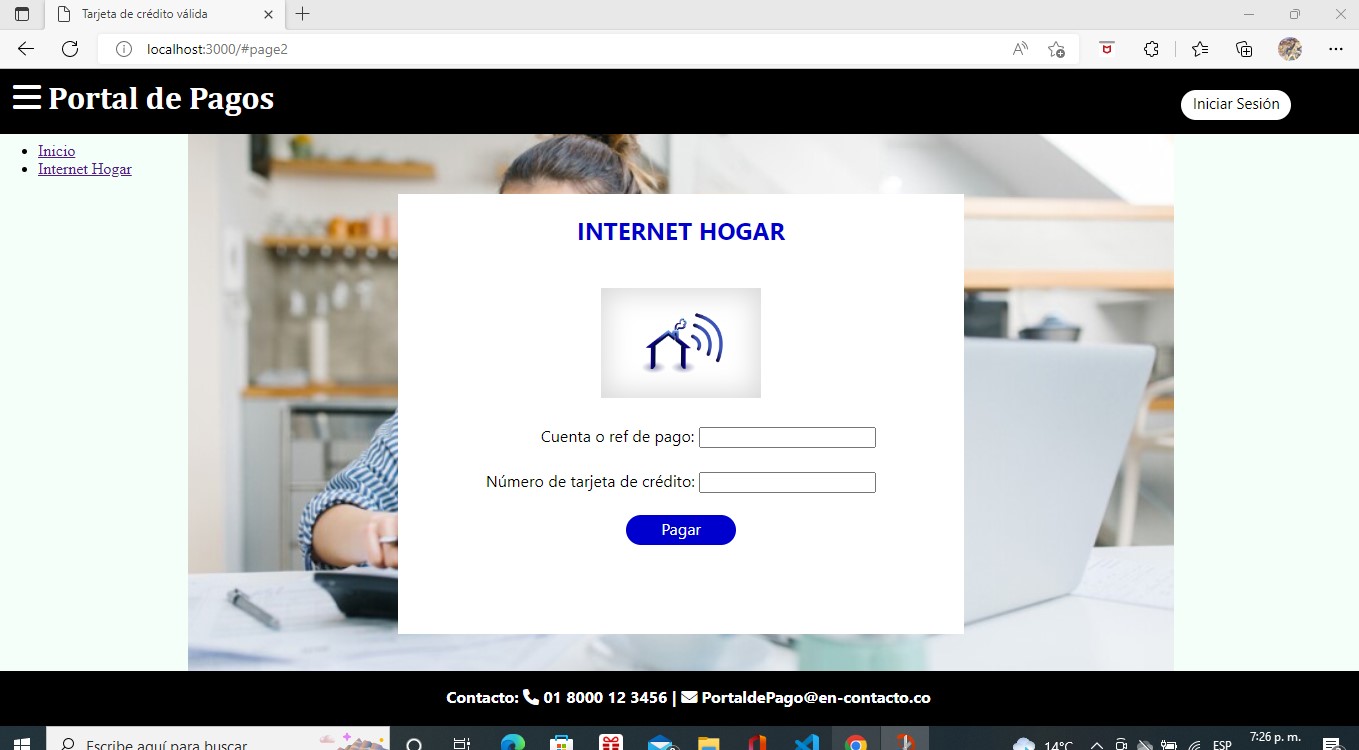 Tarjeta de crédito válida
localhost:3000/#page2
Portal de Pagos
Iniciar Sesión
Inicio
Internet Hogar
INTERNET HOGAR
Cuenta o ref de pago:
Número de tarjeta de crédito:
Pagar
Contacto: 01 8000 12 3456 | PortaldePago@en-contacto.co
Escribe aquí para buscar
14°C
ESP
7:26 p. m.